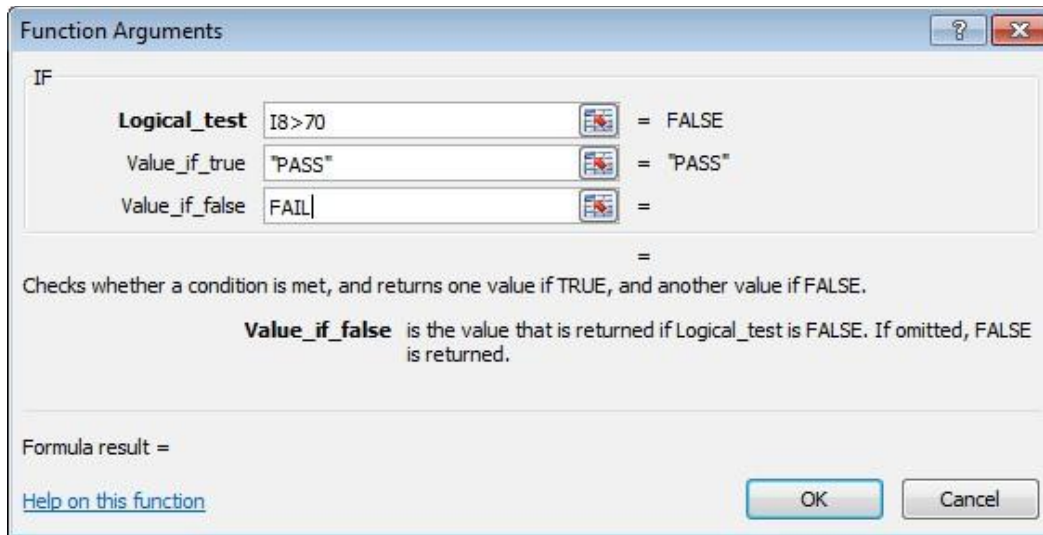 Function Arguments
IF
Logical_test I8>70 = FALSE
Value_if_true "PASS" = "PASS"
Value_if_false FAIL =
=
Checks whether a condition is met, and returns one value if TRUE, and another value if FALSE.
Value_if_false is the value that is returned if Logical_test is FALSE. If omitted, FALSE
is returned.
Formula result =
Help on this function OK Cancel